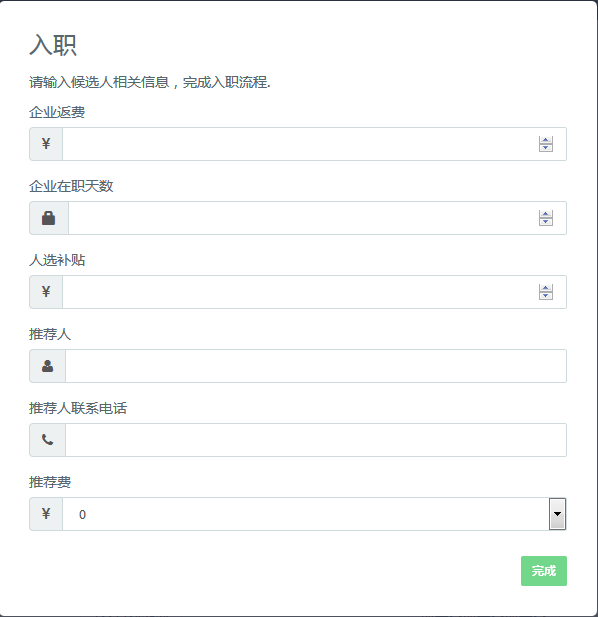 入职
请输入候选人相关信息，完成入职流程.
企业返费
¥
企业在职天数
人选补贴
¥
推荐人
推荐人联系电话
推荐费
¥ 0
完成